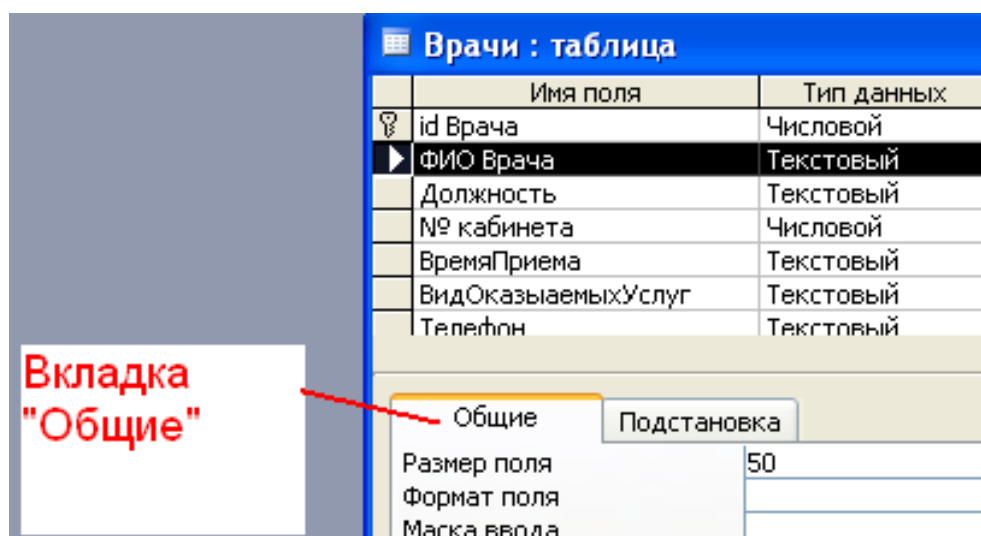 Врачи : таблица
Имя поля Тип данных
id Врача Числовой
ФИО Врача Текстовый
Должность Текстовый
№ кабинета Числовой
ВремяПриема Текстовый
ВидОказыаемыхУслуг Текстовый
Телефон Текстовый
Вкладка
"Общие"
Общие Подстановка
Размер поля 50
Формат поля
Маска ввода